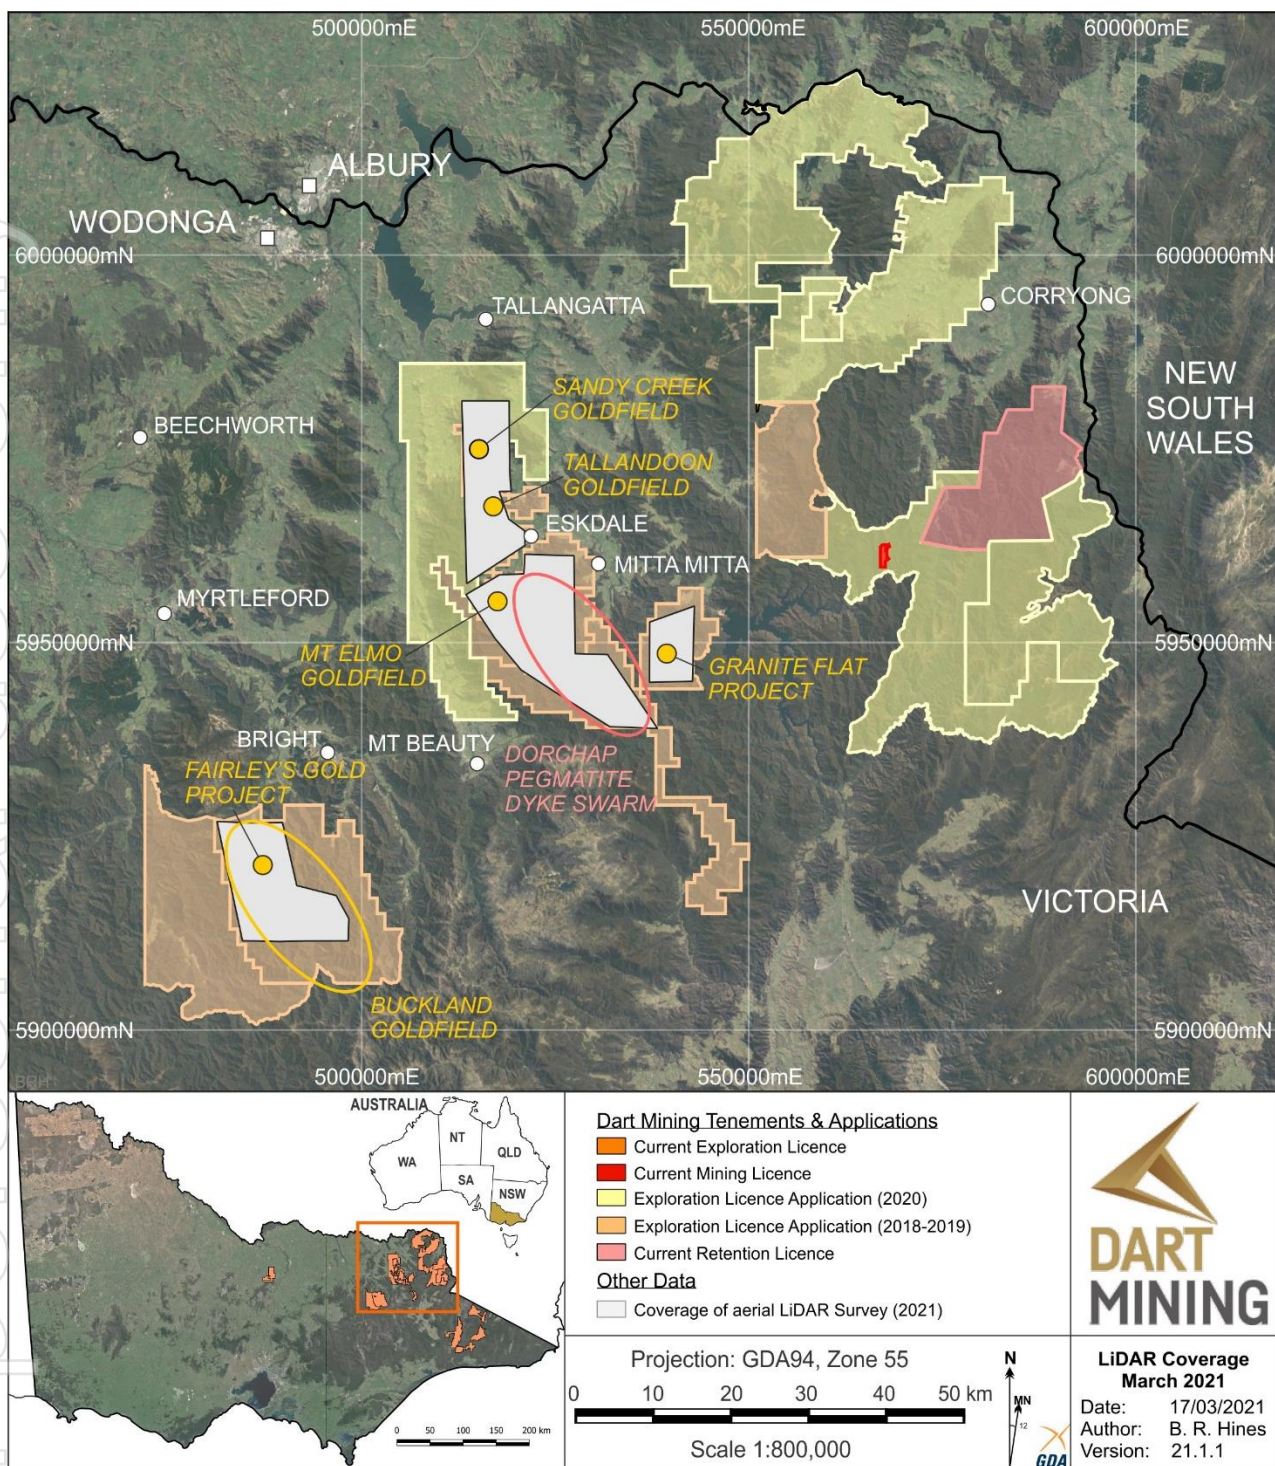 500000mE
550000mE
600000mE
ALBURY
WODONGA
6000000mN
6000000mN
TALLANGATTA
CORRYONG
SANDY CREEK
GOLDFIELD
NEW
SOUTH
WALES
BEECHWORTH
TALLANDOON
GOLDFIELD
ESKDALE
MITTA MITTA
MYRTLEFORD
5950000mN
5950000mN
MT ELMO
GOLDFIELD
GRANITE FLAT
PROJECT
BRIGHT
MT BEAUTY
FAIRLEY'S GOLD
PROJECT
DORCHAP
PEGMATITE
DYKE SWARM
VICTORIA
BUCKLAND
GOLDFIELD
5900000mN
5900000mN
500000mE
550000mE
600000mE
BRH
AUSTRALIA
NT
QLD
WA
SA
NSW
0 50 100 150 200 km
Dart Mining Tenements & Applications
Current Exploration Licence
Current Mining Licence
Exploration Licence Application (2020)
Exploration Licence Application (2018-2019)
Current Retention Licence
Other Data
Coverage of aerial LiDAR Survey (2021)
Projection: GDA94, Zone 55
0 10 20 30 40 50 km
Scale 1:800,000
N
MN
12
GDA
DART
MINING
LiDAR Coverage
March 2021
Date: 17/03/2021
Author: B. R. Hines
Version: 21.1.1